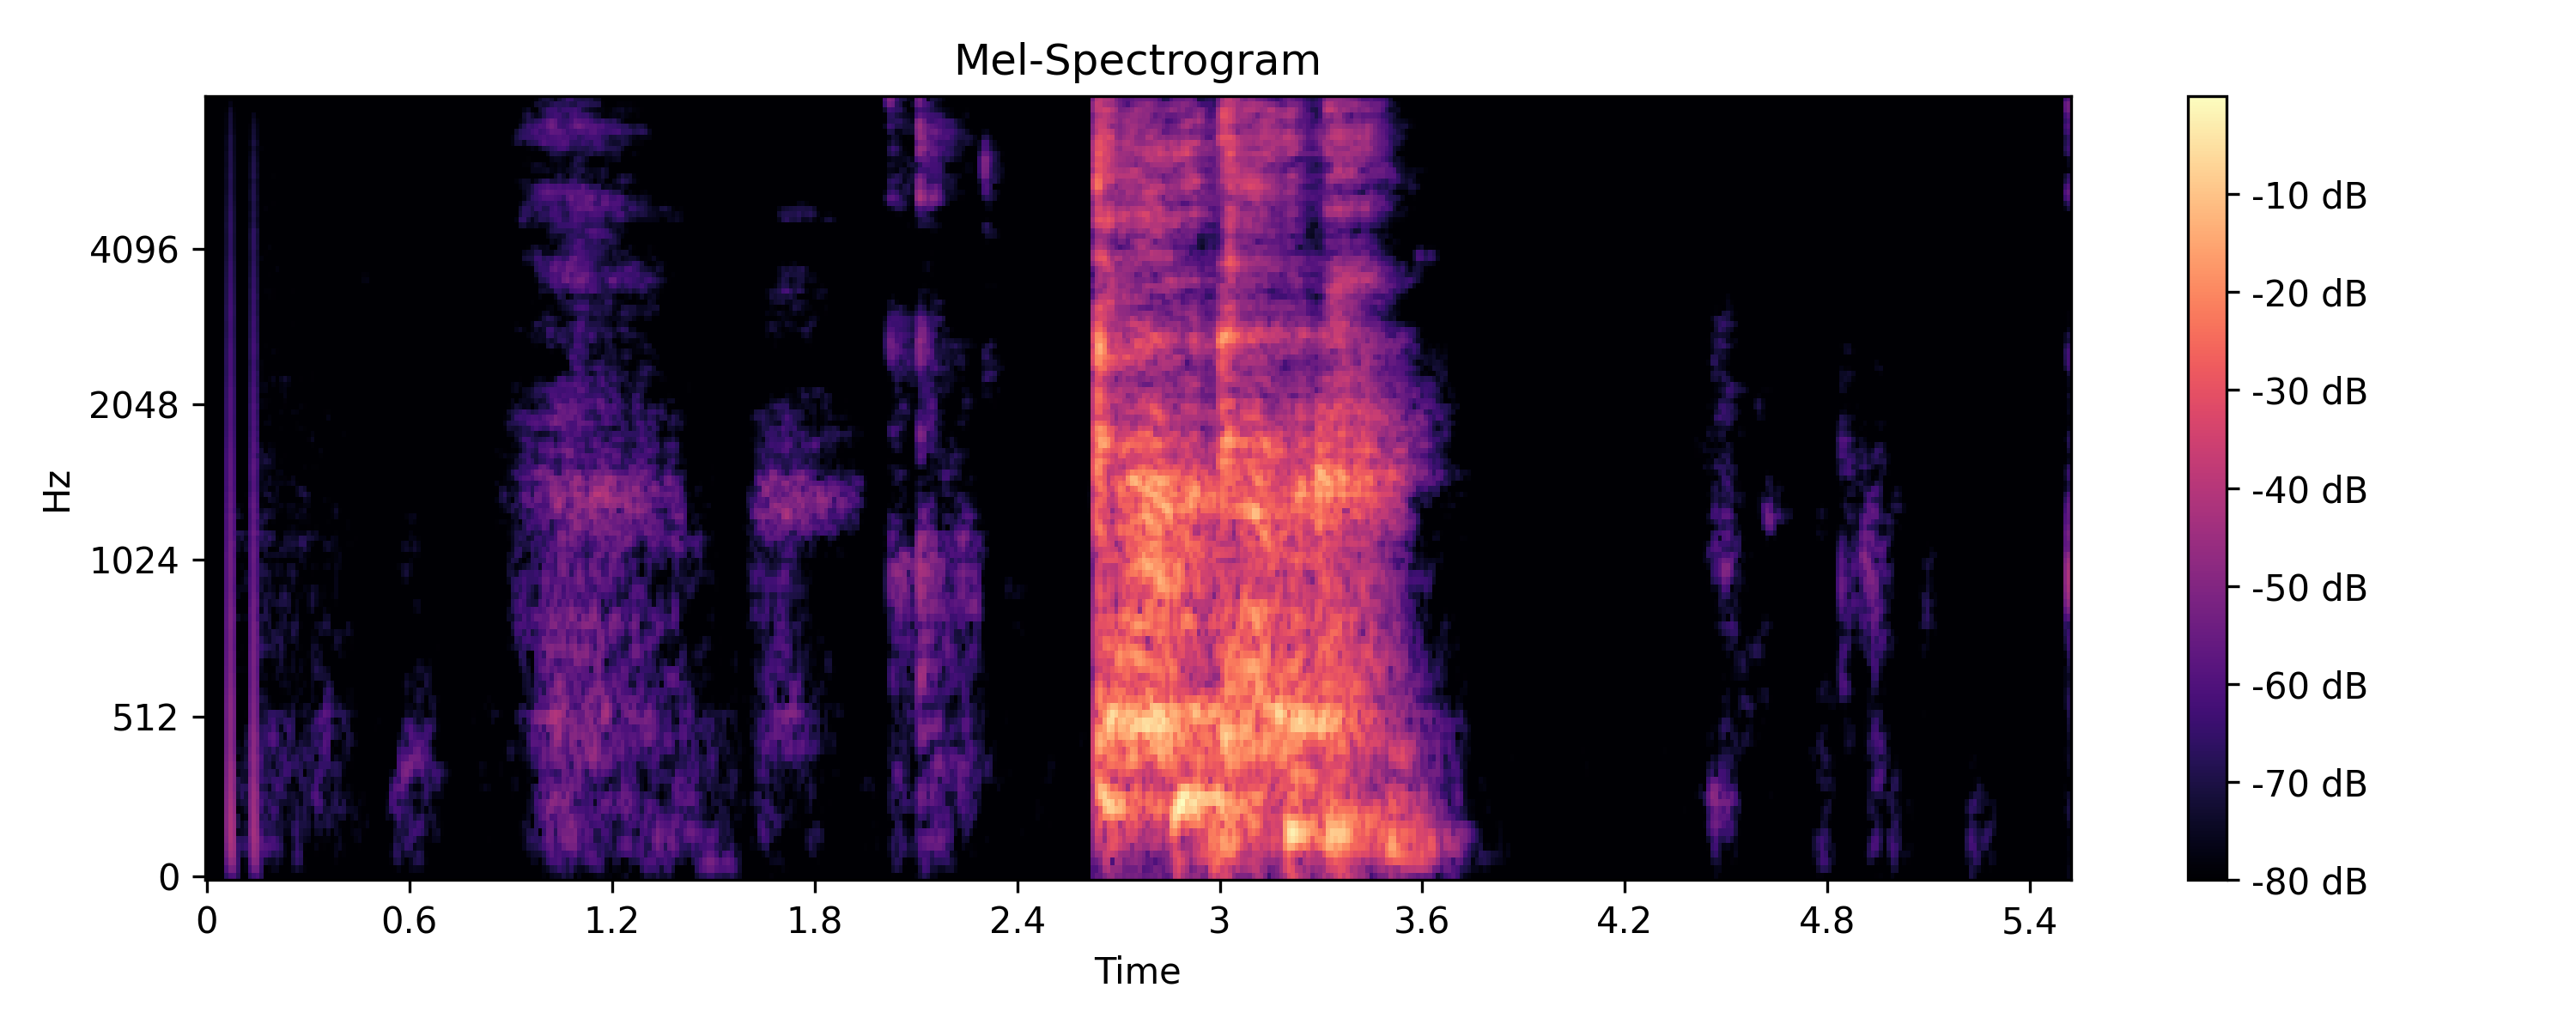 Mel-Spectrogram
Hz
4096
2048
1024
512
0
0 0.6 1.2 1.8 2.4 3 3.6 4.2 4.8 5.4
Time
-10 dB
-20 dB
-30 dB
-40 dB
-50 dB
-60 dB
-70 dB
-80 dB